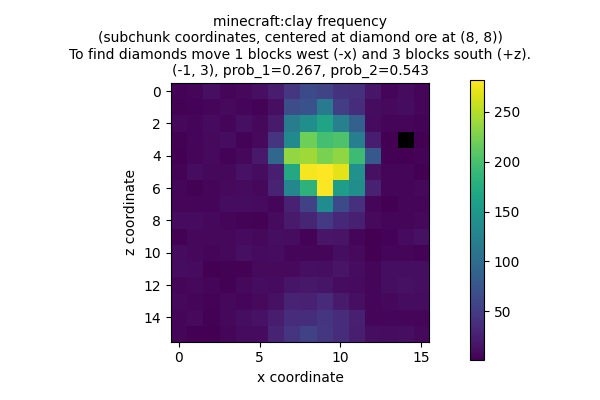 minecraft:clay frequency
(subchunk coordinates, centered at diamond ore at (8, 8))
To find diamonds move 1 blocks west (-x) and 3 blocks south (+z).
(-1, 3), prob_1=0.267, prob_2=0.543
0
2
4
6
8
10
12
14
z coordinate
0
5
10
15
x coordinate
250
200
150
100
50